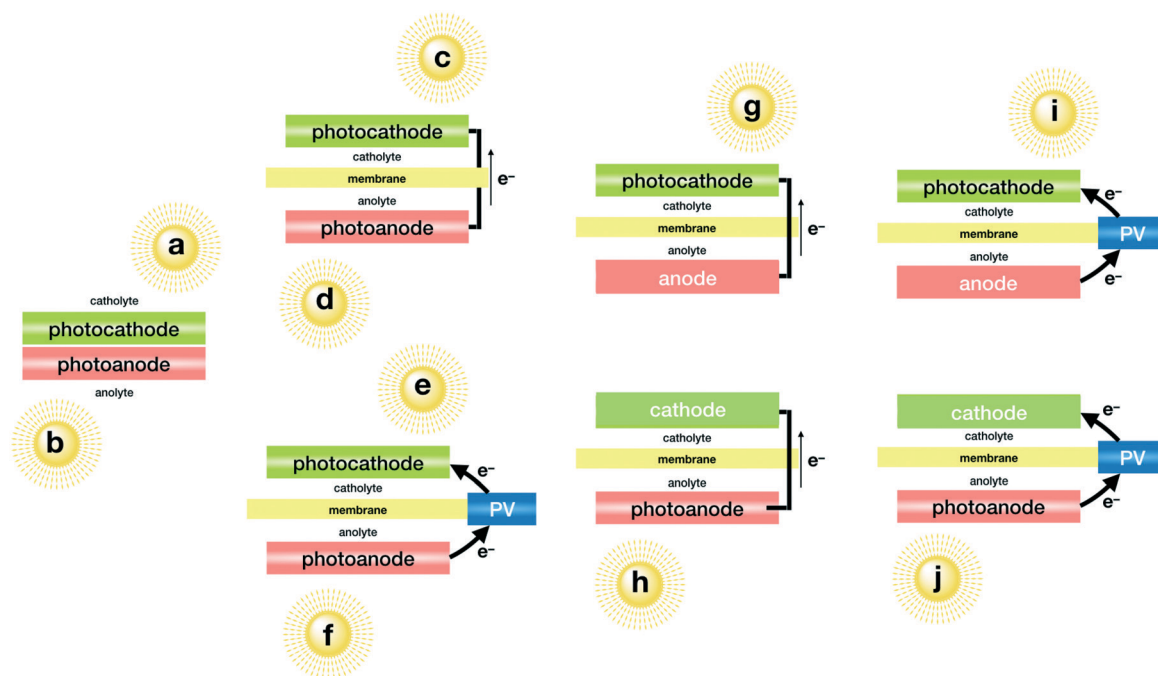 a
catholyte
photocathode
photoanode
anolyte
b
c
photocathode
catholyte
membrane
e⁻
anolyte
photoanode
d
e
photocathode
e⁻
catholyte
membrane
PV
anolyte
e⁻
photoanode
f
g
photocathode
catholyte
membrane
e⁻
anolyte
anode
cathode
catholyte
membrane
e⁻
anolyte
photoanode
h
i
photocathode
e⁻
catholyte
membrane
PV
anolyte
e⁻
anode
cathode
e⁻
catholyte
membrane
PV
anolyte
e⁻
photoanode
j